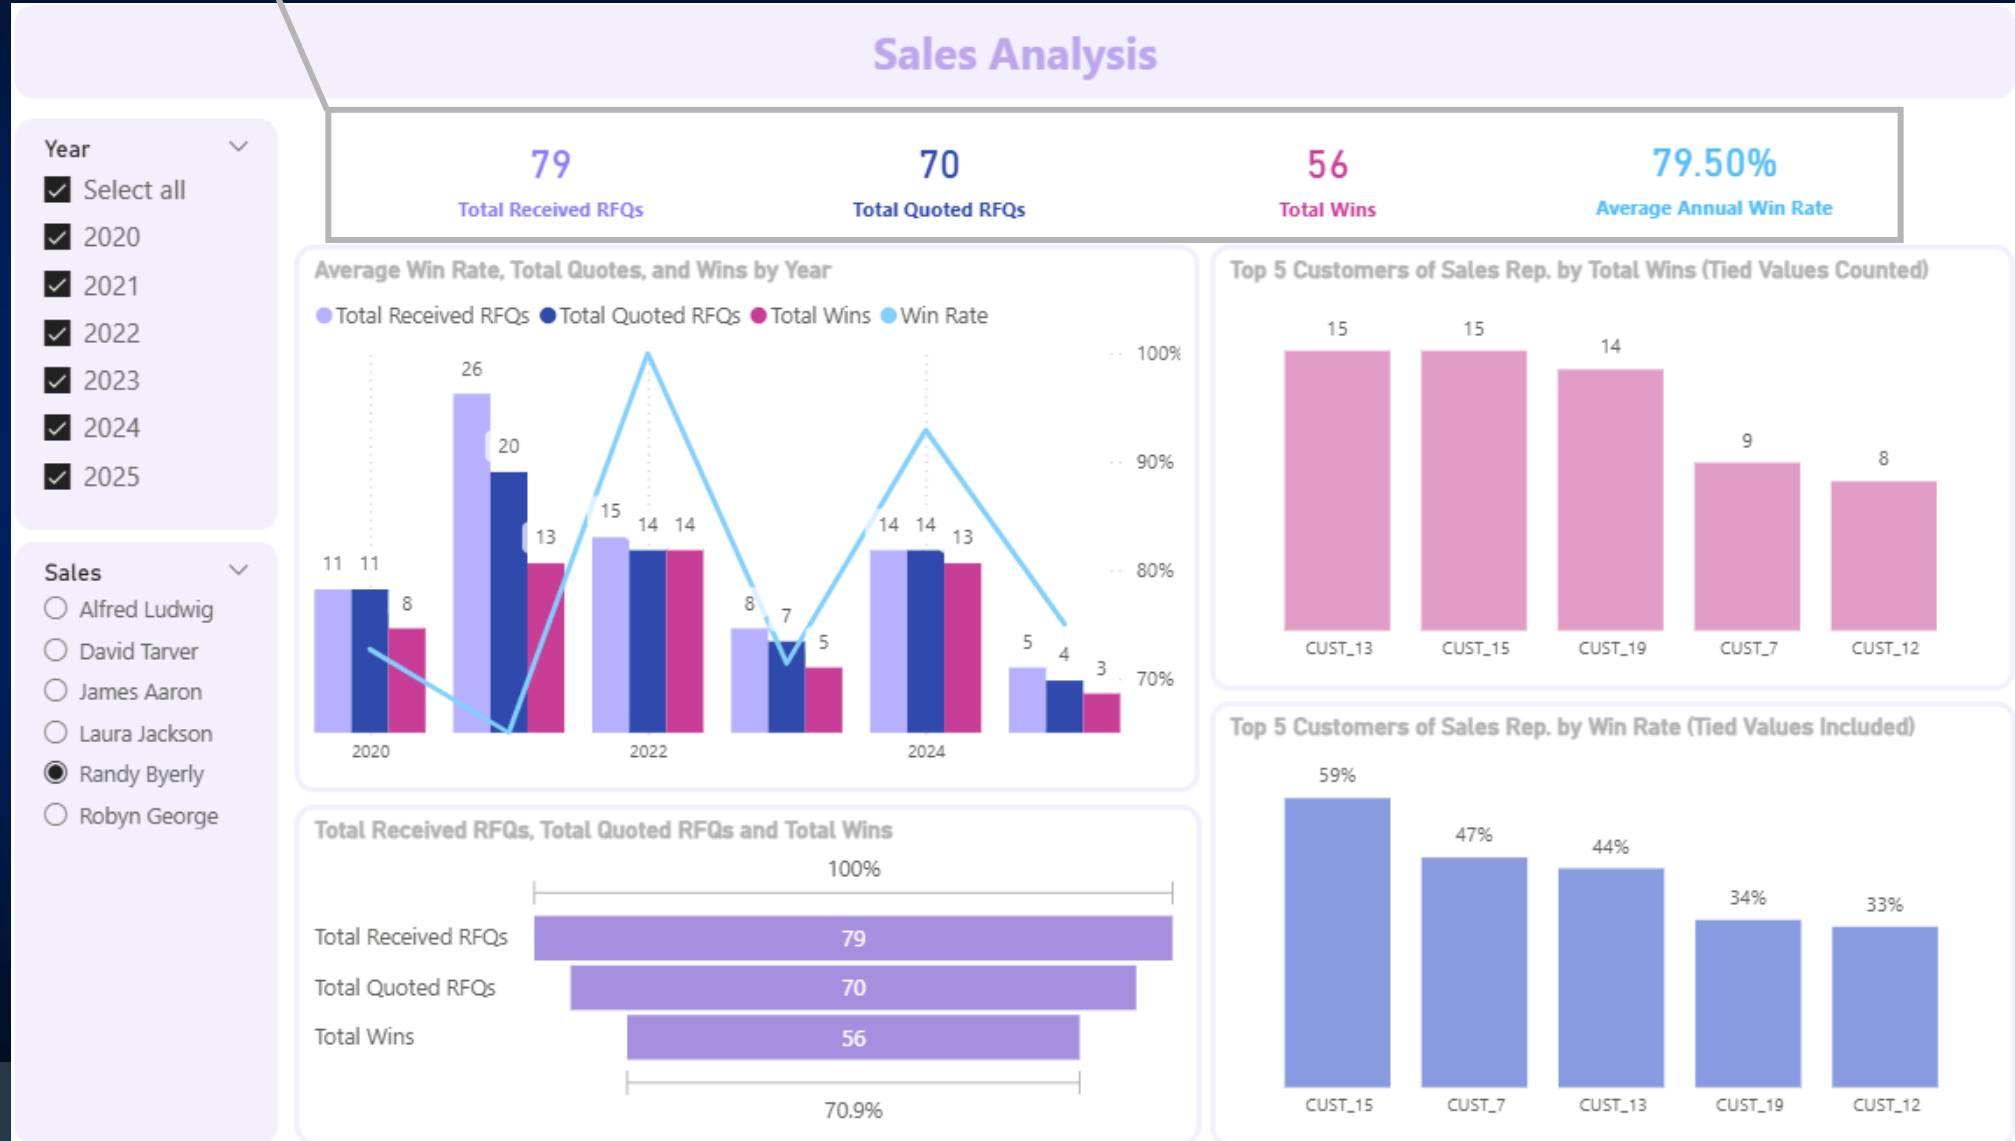 Sales Analysis
Year
Select all
2020
2021
2022
2023
2024
2025
Sales
Alfred Ludwig
David Tarver
James Aaron
Laura Jackson
Randy Byerly
Robyn George
79
Total Received RFQs
70
Total Quoted RFQs
56
Total Wins
79.50%
Average Annual Win Rate
Average Win Rate, Total Quotes, and Wins by Year
Total Received RFQs Total Quoted RFQs Total Wins Win Rate
100%
90%
80%
70%
11 11 8
26 20 13
15 14 14
8 7 5
14 14 13
5 4 3
2020 2022 2024
Total Received RFQs, Total Quoted RFQs and Total Wins
100%
Total Received RFQs 79
Total Quoted RFQs 70
Total Wins 56
70.9%
Top 5 Customers of Sales Rep. by Total Wins (Tied Values Counted)
15 15 14 9 8
CUST_13 CUST_15 CUST_19 CUST_7 CUST_12
Top 5 Customers of Sales Rep. by Win Rate (Tied Values Included)
59% 47% 44% 34% 33%
CUST_15 CUST_7 CUST_13 CUST_19 CUST_12